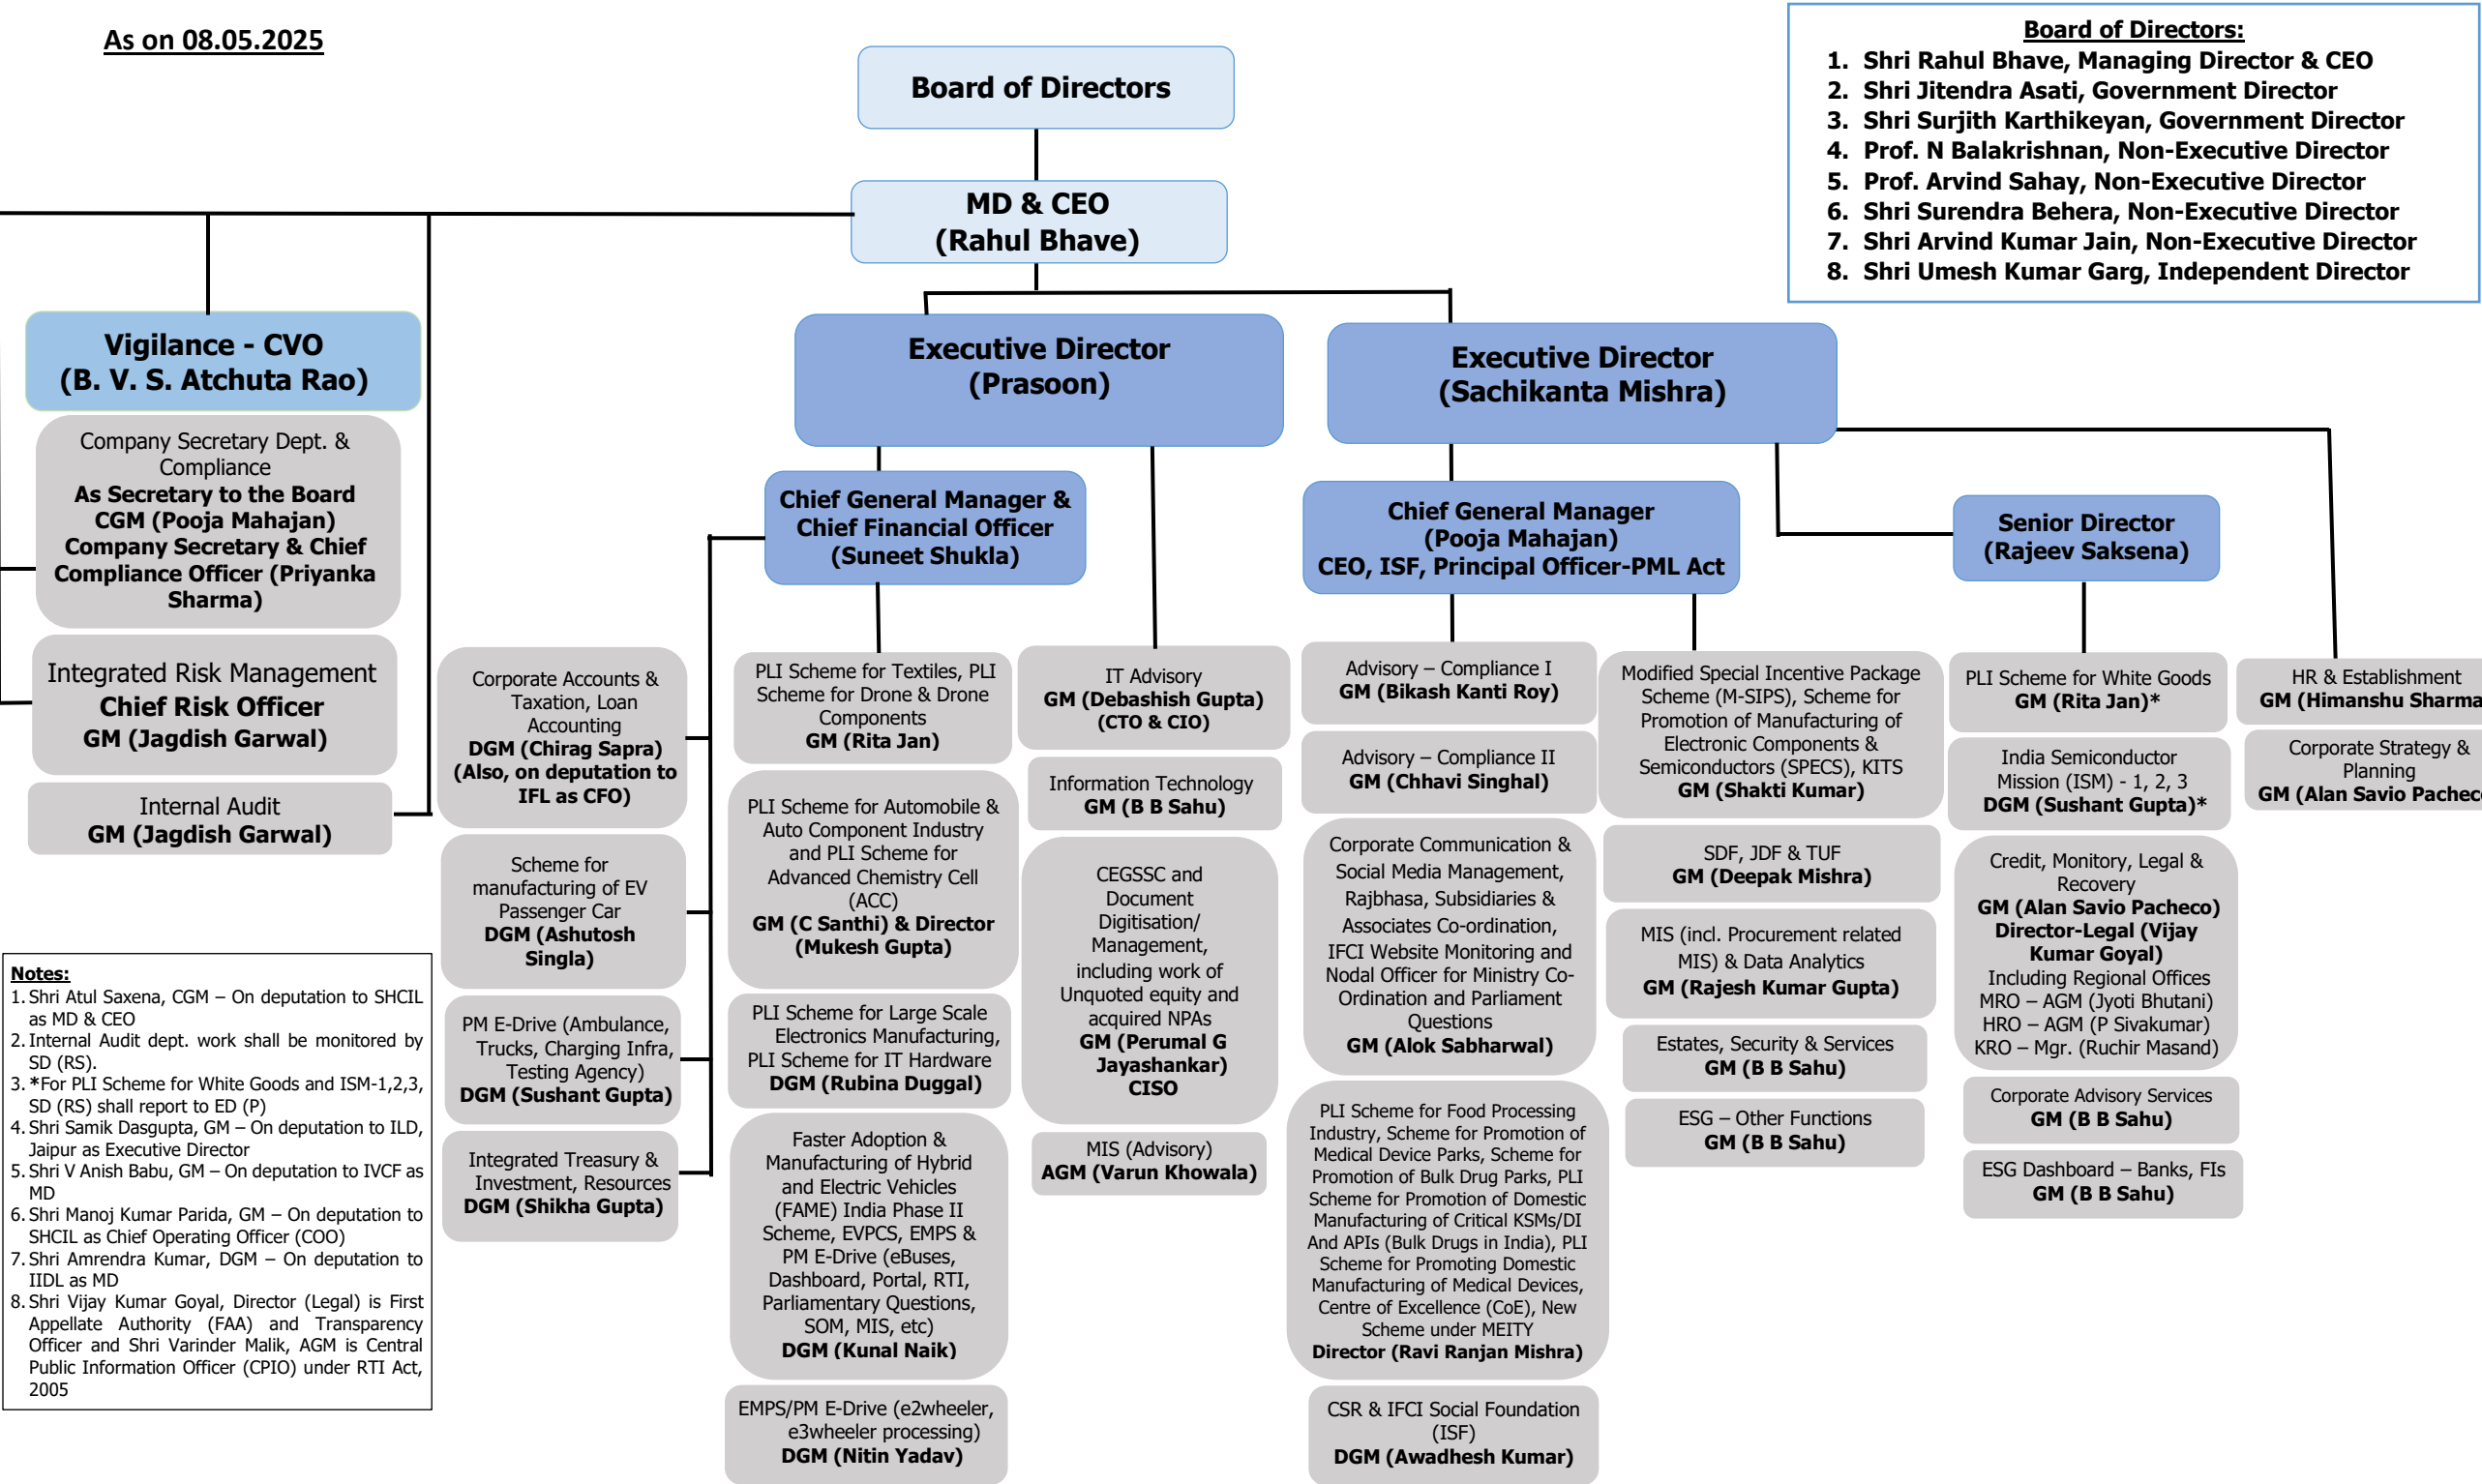 As on 08.05.2025
Board of Directors
Board of Directors:
1. Shri Rahul Bhave, Managing Director & CEO
2. Shri Jitendra Asati, Government Director
3. Shri Surjith Karthikeyan, Government Director
4. Prof. N Balakrishnan, Non-Executive Director
5. Prof. Arvind Sahay, Non-Executive Director
6. Shri Surendra Behera, Non-Executive Director
7. Shri Arvind Kumar Jain, Non-Executive Director
8. Shri Umesh Kumar Garg, Independent Director
MD & CEO
(Rahul Bhave)
Vigilance - CVO
(B. V. S. Atchuta Rao)
Company Secretary Dept. &
Compliance
As Secretary to the Board
CGM (Pooja Mahajan)
Company Secretary & Chief
Compliance Officer (Priyanka
Sharma)
Integrated Risk Management
Chief Risk Officer
GM (Jagdish Garwal)
Internal Audit
GM (Jagdish Garwal)
Executive Director
(Prasoon)
Executive Director
(Sachikanta Mishra)
Chief General Manager &
Chief Financial Officer
(Suneet Shukla)
Chief General Manager
(Pooja Mahajan)
CEO, ISF, Principal Officer-PML Act
Senior Director
(Rajeev Saksena)
Corporate Accounts &
Taxation, Loan
Accounting
DGM (Chirag Sapra)
(Also, on deputation to
IFL as CFO)
Scheme for
manufacturing of EV
Passenger Car
DGM (Ashutosh
Singla)
PM E-Drive (Ambulance,
Trucks, Charging Infra,
Testing Agency)
DGM (Sushant Gupta)
Integrated Treasury &
Investment, Resources
DGM (Shikha Gupta)
PLI Scheme for Textiles, PLI
Scheme for Drone & Drone
Components
GM (Rita Jan)
PLI Scheme for Automobile &
Auto Component Industry
and PLI Scheme for
Advanced Chemistry Cell
(ACC)
GM (C Santhi) & Director
(Mukesh Gupta)
PLI Scheme for Large Scale
Electronics Manufacturing,
PLI Scheme for IT Hardware
DGM (Rubina Duggal)
Faster Adoption &
Manufacturing of Hybrid
and Electric Vehicles
(FAME) India Phase II
Scheme, EVPCS, EMPS &
PM E-Drive (eBuses,
Dashboard, Portal, RTI,
Parliamentary Questions,
SOM, MIS, etc)
DGM (Kunal Naik)
EMPS/PM E-Drive (e2wheeler,
e3wheeler processing)
DGM (Nitin Yadav)
IT Advisory
GM (Debashish Gupta)
(CTO & CIO)
Information Technology
GM (B B Sahu)
CEGSSC and
Document
Digitisation/
Management,
including work of
Unquoted equity and
acquired NPAs
GM (Perumal G
Jayashankar)
CISO
MIS (Advisory)
AGM (Varun Khowala)
Advisory – Compliance I
GM (Bikash Kanti Roy)
Advisory – Compliance II
GM (Chhavi Singhal)
Corporate Communication &
Social Media Management,
Rajbhasa, Subsidiaries &
Associates Co-ordination,
IFCI Website Monitoring and
Nodal Officer for Ministry Co-
Ordination and Parliament
Questions
GM (Alok Sabharwal)
PLI Scheme for Food Processing
Industry, Scheme for Promotion of
Medical Device Parks, Scheme for
Promotion of Bulk Drug Parks, PLI
Scheme for Promotion of Domestic
Manufacturing of Critical KSMs/DI
And APIs (Bulk Drugs in India), PLI
Scheme for Promoting Domestic
Manufacturing of Medical Devices,
Centre of Excellence (CoE), New
Scheme under MEITY
Director (Ravi Ranjan Mishra)
CSR & IFCI Social Foundation
(ISF)
DGM (Awadhesh Kumar)
Modified Special Incentive Package
Scheme (M-SIPS), Scheme for
Promotion of Manufacturing of
Electronic Components &
Semiconductors (SPECS), KITS
GM (Shakti Kumar)
SDF, JDF & TUF
GM (Deepak Mishra)
MIS (incl. Procurement related
MIS) & Data Analytics
GM (Rajesh Kumar Gupta)
Estates, Security & Services
GM (B B Sahu)
ESG – Other Functions
GM (B B Sahu)
PLI Scheme for White Goods
GM (Rita Jan)*
India Semiconductor
Mission (ISM) - 1, 2, 3
DGM (Sushant Gupta)*
Credit, Monitory, Legal &
Recovery
GM (Alan Savio Pacheco)
Director-Legal (Vijay
Kumar Goyal)
Including Regional Offices
MRO – AGM (Jyoti Bhutani)
HRO – AGM (P Sivakumar)
KRO – Mgr. (Ruchir Masand)
Corporate Advisory Services
GM (B B Sahu)
ESG Dashboard – Banks, FIs
GM (B B Sahu)
HR & Establishment
GM (Himanshu Sharma
Corporate Strategy &
Planning
GM (Alan Savio Pacheco
Notes:
1. Shri Atul Saxena, CGM – On deputation to SHCIL
as MD & CEO
2. Internal Audit dept. work shall be monitored by
SD (RS).
3. *For PLI Scheme for White Goods and ISM-1,2,3,
SD (RS) shall report to ED (P)
4. Shri Samik Dasgupta, GM – On deputation to ILD,
Jaipur as Executive Director
5. Shri V Anish Babu, GM – On deputation to IVCF as
MD
6. Shri Manoj Kumar Parida, GM – On deputation to
SHCIL as Chief Operating Officer (COO)
7. Shri Amrendra Kumar, DGM – On deputation to
IIDL as MD
8. Shri Vijay Kumar Goyal, Director (Legal) is First
Appellate Authority (FAA) and Transparency
Officer and Shri Varinder Malik, AGM is Central
Public Information Officer (CPIO) under RTI Act,
2005